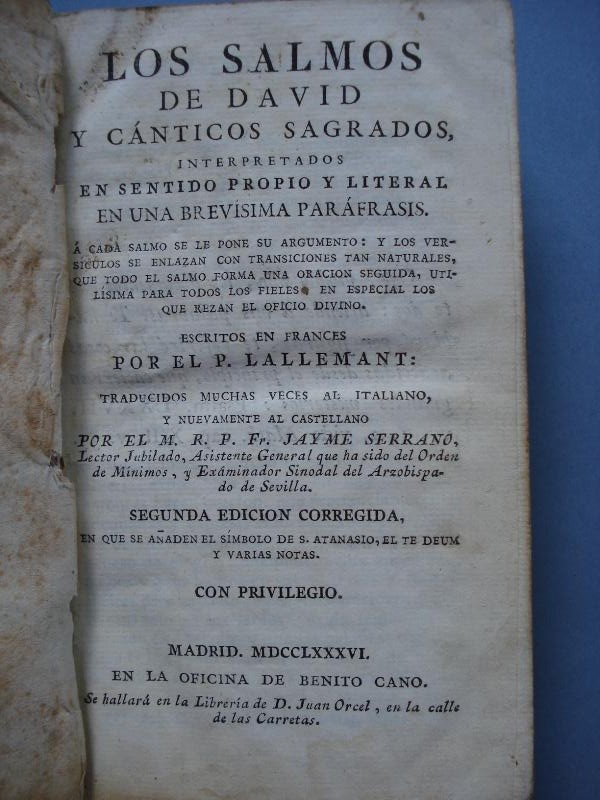 LOS SALMOS
DE DAVID
Y CÁNTICOS SAGRADOS,
INTERPRETADOS
EN SENTIDO PROPIO Y LITERAL
EN UNA BREVÍSIMA PARÁFRASIS.
Á CADA SALMO SE LE PONE SU ARGUMENTO: Y LOS VER-
SICULOS SE ENLAZAN CON TRANSICIONES TAN NATURALES,
QUE TODO EL SALMO FORMA UNA ORACION SEGUIDA, UTI-
LÍSIMA PARA TODOS LOS FIELES, EN ESPECIAL LOS
QUE REZAN EL OFICIO DIVINO.
ESCRITOS EN FRANCES
POR EL P. LALLEMANT:
TRADUCIDOS MUCHAS VECES AL ITALIANO,
Y NUEVAMENTE AL CASTELLANO
POR EL M. R. P. Fr. JAYME SERRANO,
Lector Jubilado, Asistente General que ha sido del Orden
de Mínimos, y Exâminador Sinodal del Arzobispa-
do de Sevilla.
SEGUNDA EDICION CORREGIDA,
EN QUE SE AÑADEN EL SÍMBOLO DE S. ATANASIO, EL TE DEUM
Y VARIAS NOTAS.
CON PRIVILEGIO.
MADRID. MDCCLXXXVI.
EN LA OFICINA DE BENITO CANO.
Se hallará en la Librería de D. Juan Orcel, en la calle
de las Carretas.